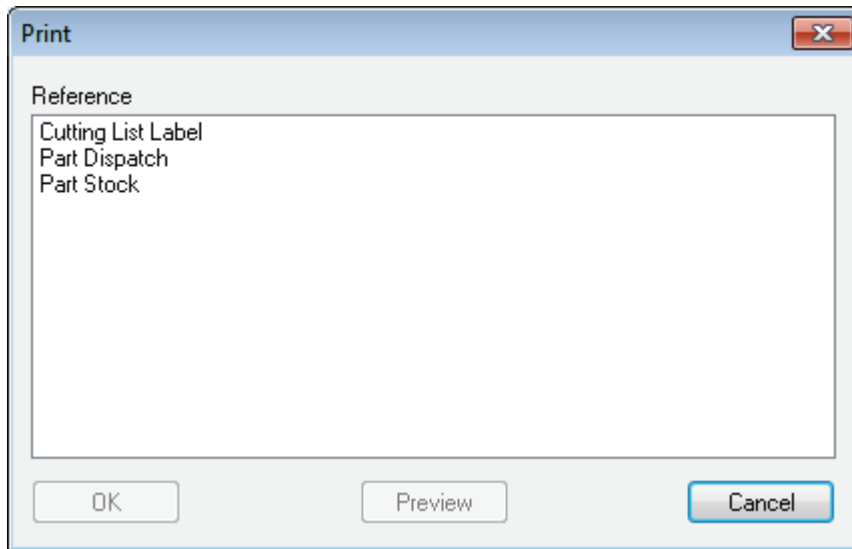 Print
Reference
Cutting List Label
Part Dispatch
Part Stock
OK
Preview
Cancel